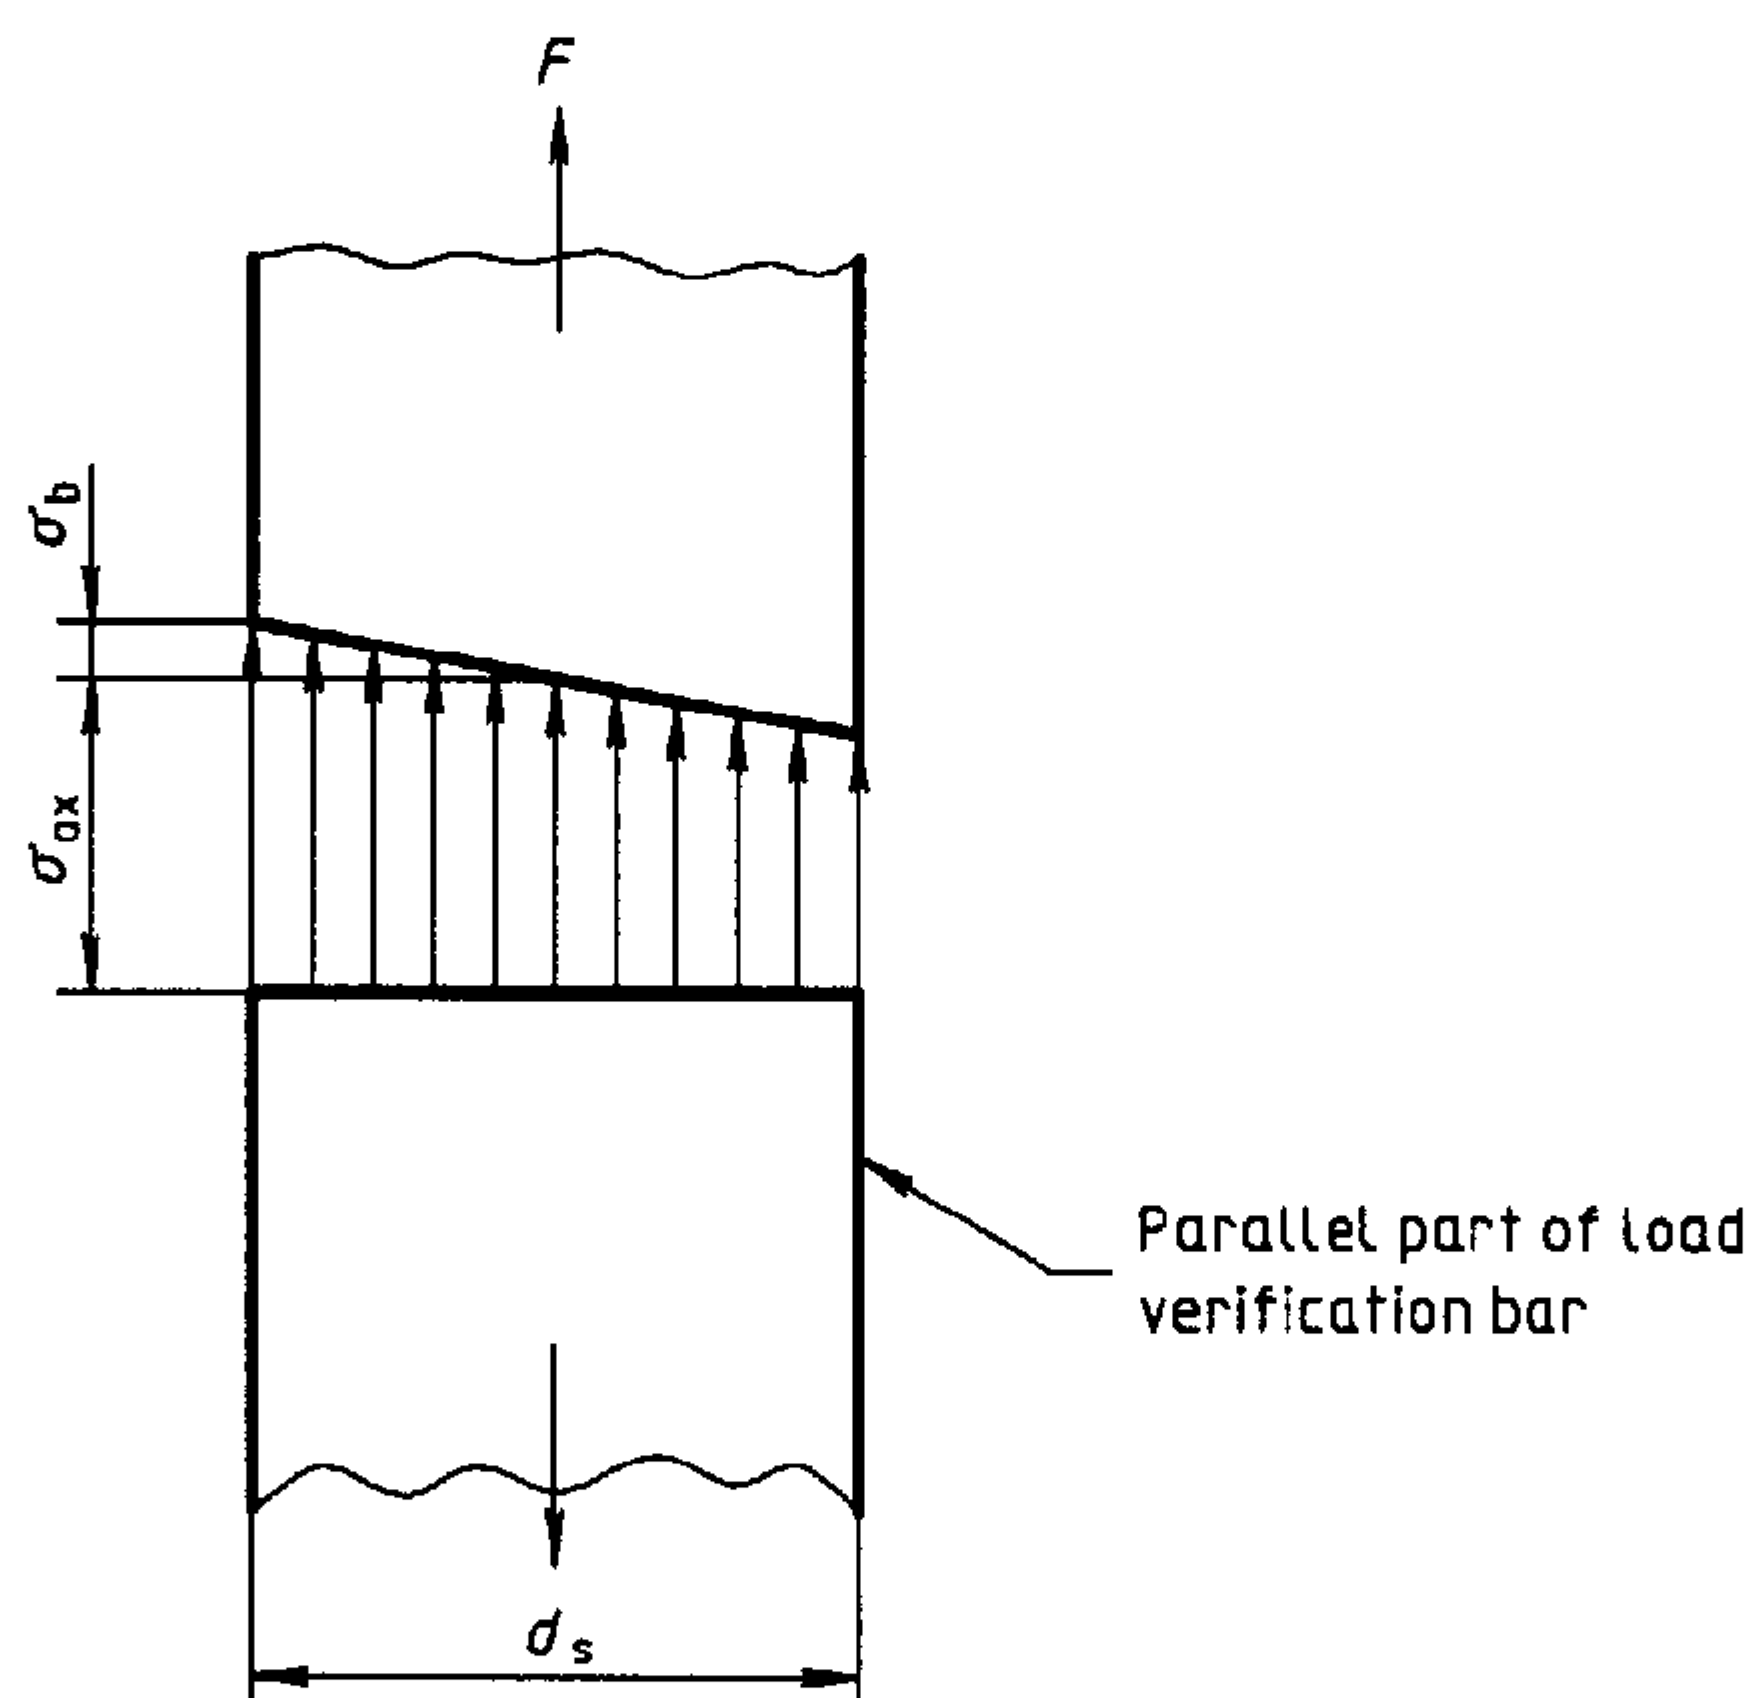 F
σb
σax
Parallel part of load
verification bar
ds